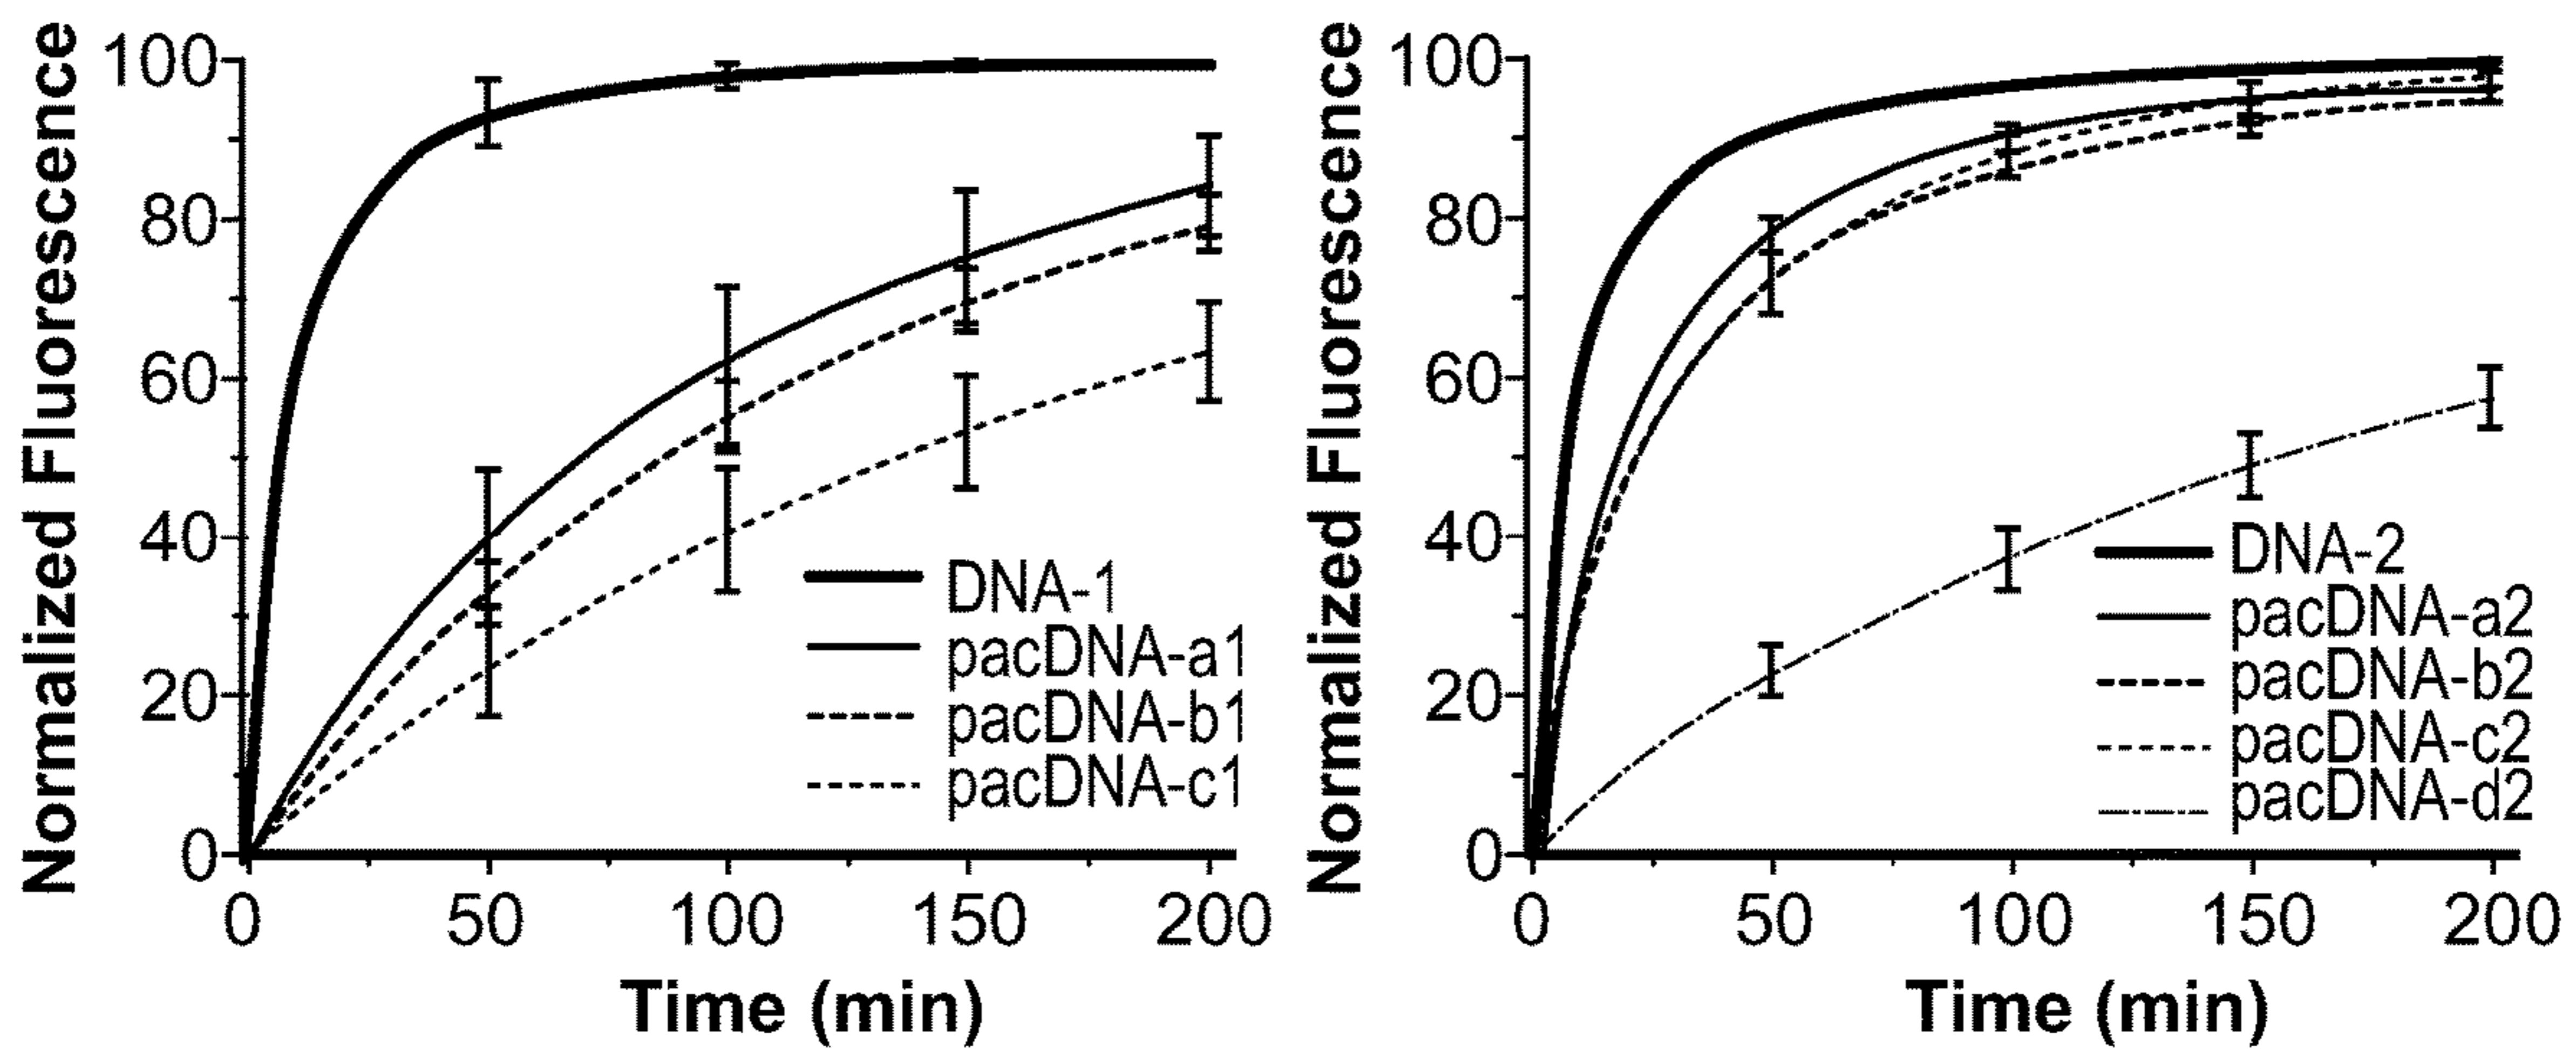 Normalized Fluorescence
100
80
60
40
20
0
0 50 100 150 200
Time (min)
DNA-1
pacDNA-a1
pacDNA-b1
pacDNA-c1
Normalized Fluorescence
100
80
60
40
20
0
0 50 100 150 200
Time (min)
DNA-2
pacDNA-a2
pacDNA-b2
pacDNA-c2
pacDNA-d2